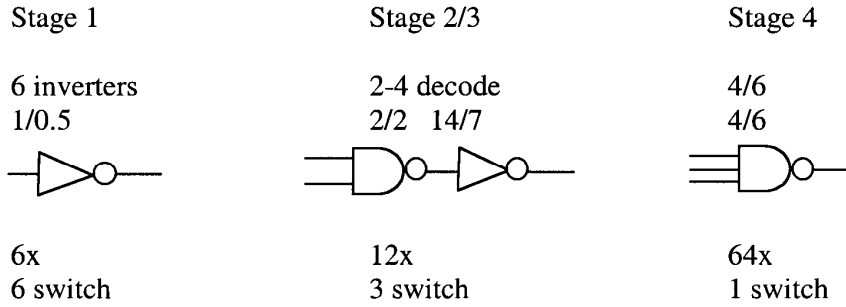 Stage 1 Stage 2/3 Stage 4
6 inverters 2-4 decode 4/6
1/0.5 2/2 14/7 4/6
6x 12x 64x
6 switch 3 switch 1 switch